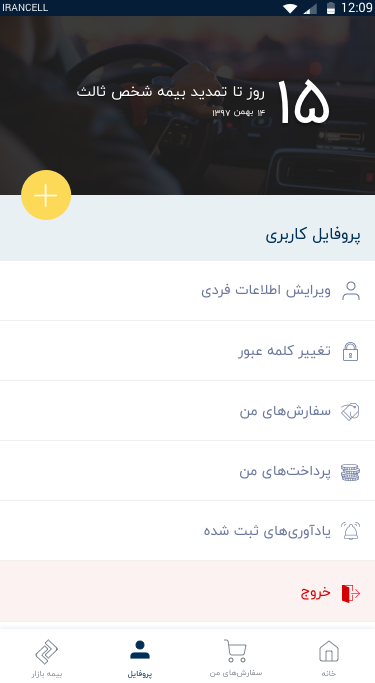 IRANCELL 12:09
۱۵ روز تا تمدید بیمه شخص ثالث
۱۴ بهمن ۱۳۹۷
پروفایل کاربری
ویرایش اطلاعات فردی
تغییر کلمه عبور
سفارش‌های من
پرداخت‌های من
یادآوری‌های ثبت شده
خروج
خانه سفارش‌های من پروفایل بیمه بازار